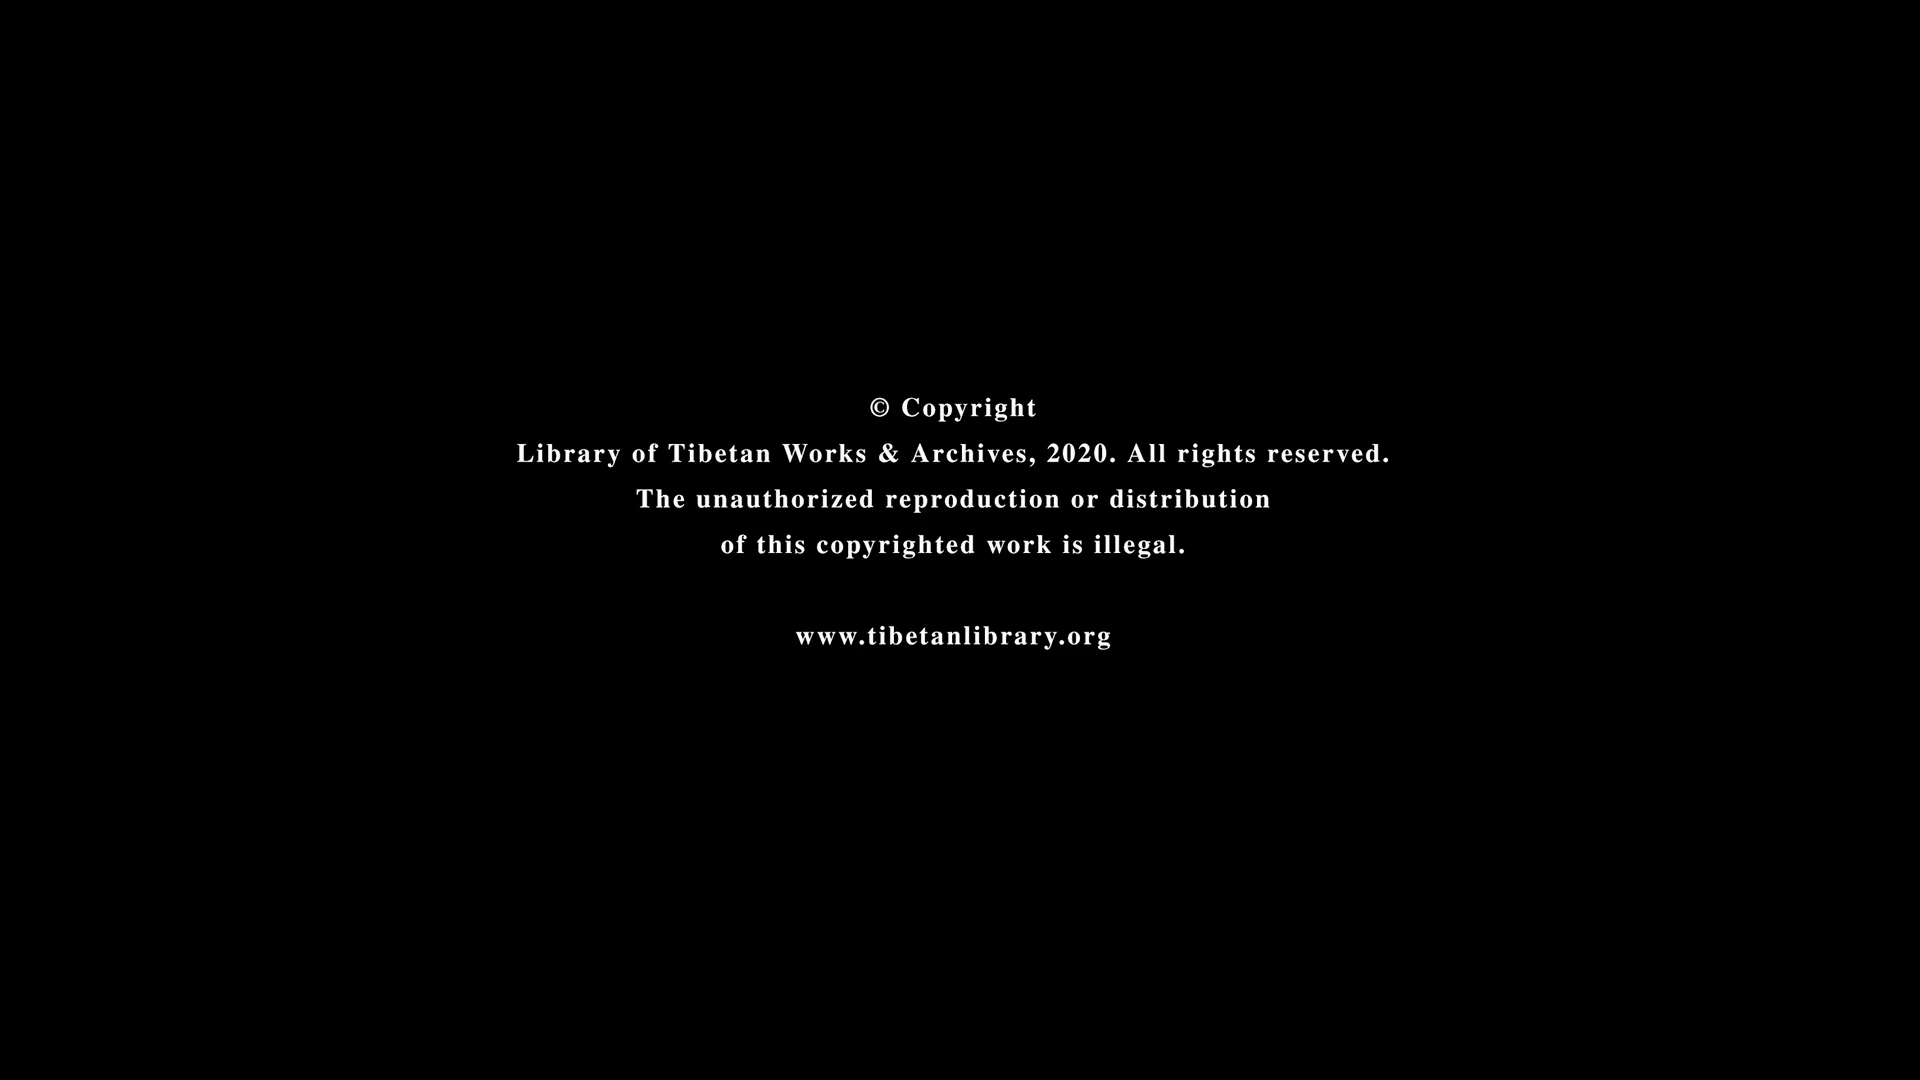 © Copyright
Library of Tibetan Works & Archives, 2020. All rights reserved.
The unauthorized reproduction or distribution
of this copyrighted work is illegal.
www.tibetanlibrary.org